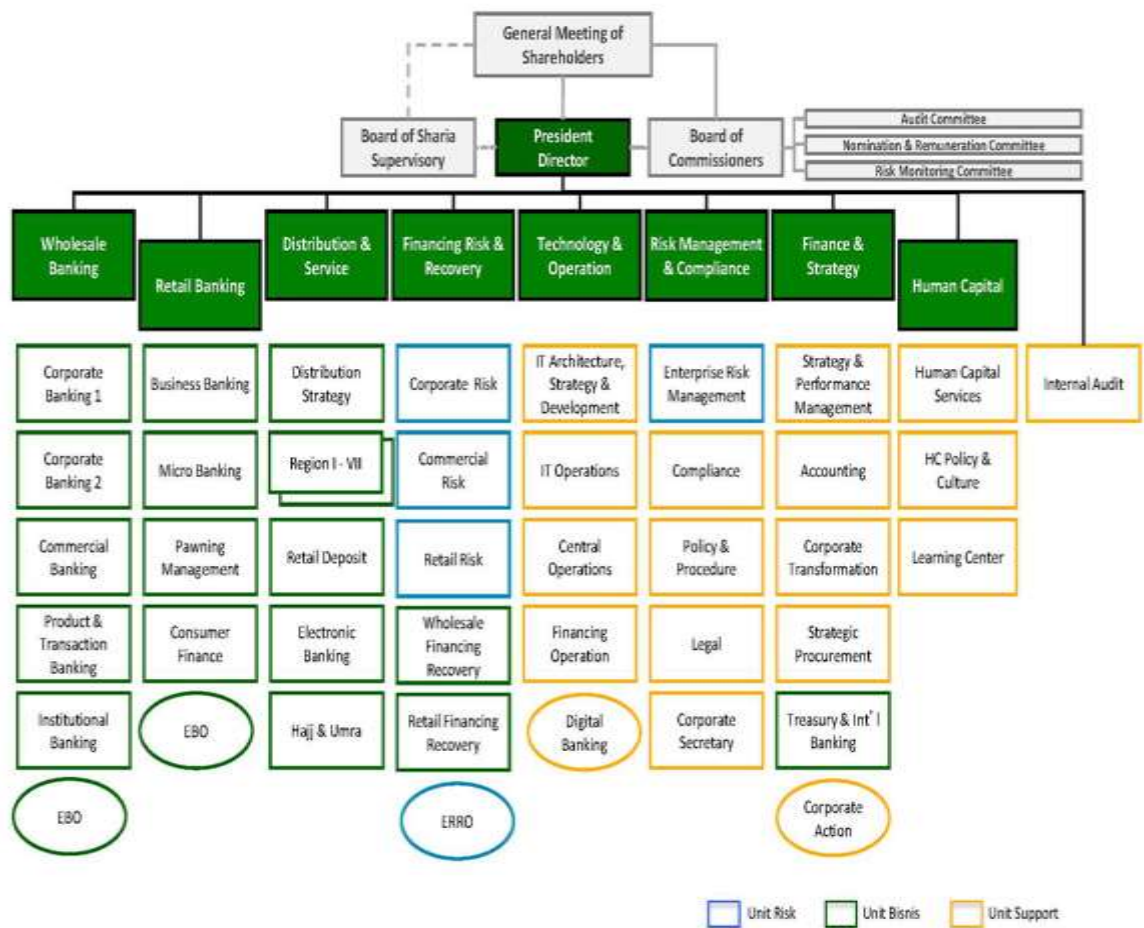 General Meeting of
Shareholders
Board of Sharia
Supervisory
President
Director
Board of
Commissioners
Audit Committee
Nomination & Remuneration Committee
Risk Monitoring Committee
Wholesale
Banking
Retail Banking
Distribution &
Service
Financing Risk &
Recovery
Technology &
Operation
Risk Management
& Compliance
Finance &
Strategy
Human Capital
Corporate
Banking 1
Business Banking
Distribution
Strategy
Corporate Risk
IT Architecture,
Strategy &
Development
Enterprise Risk
Management
Strategy &
Performance
Management
Human Capital
Services
Internal Audit
Corporate
Banking 2
Micro Banking
Region I - VII
Commercial
Risk
IT Operations
Compliance
Accounting
HC Policy &
Culture
Commercial
Banking
Pawning
Management
Retail Deposit
Retail Risk
Central
Operations
Policy &
Procedure
Corporate
Transformation
Learning Center
Product &
Transaction
Banking
Consumer
Finance
Electronic
Banking
Wholesale
Financing
Recovery
Financing
Operation
Legal
Strategic
Procurement
Institutional
Banking
EBO
Hajj & Umra
Retail Financing
Recovery
Digital
Banking
Corporate
Secretary
Treasury & Int'l
Banking
EBO
ERRO
Corporate
Action
Unit Risk
Unit Bisnis
Unit Support